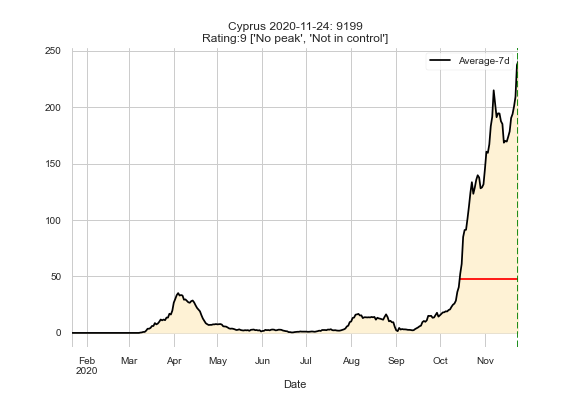 Cyprus 2020-11-24: 9199
Rating:9 ['No peak', 'Not in control']
Average-7d
250
200
150
100
50
0
Feb Mar Apr May Jun Jul Aug Sep Oct Nov
2020
Date